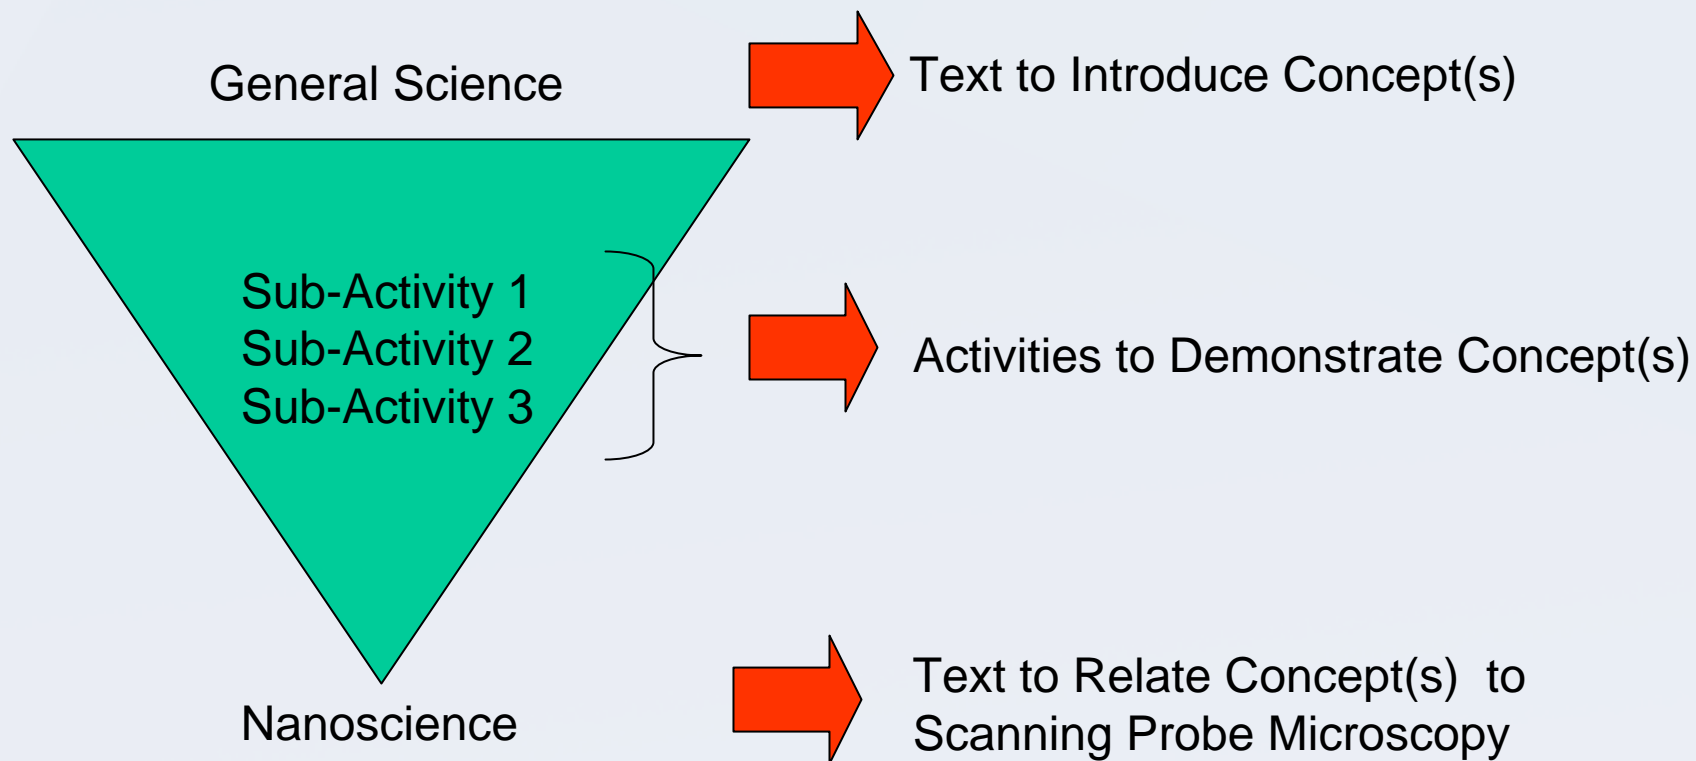 General Science
Text to Introduce Concept(s)
Sub-Activity 1
Sub-Activity 2
Sub-Activity 3
Activities to Demonstrate Concept(s)
Nanoscience
Text to Relate Concept(s)  to
Scanning Probe Microscopy